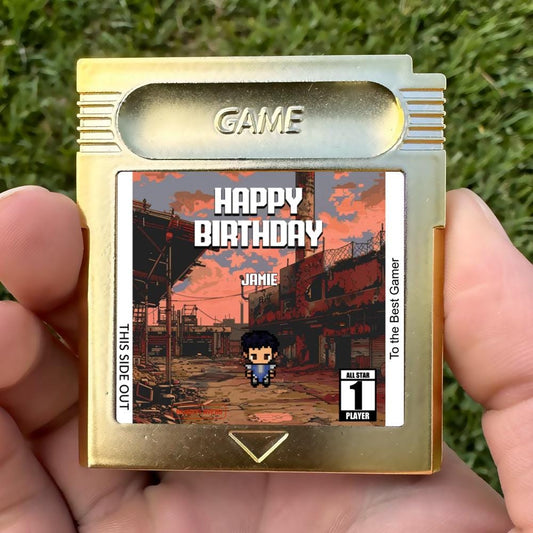 GAME
HAPPY
BIRTHDAY
JAMIE
THIS SIDE OUT
To the Best Gamer
ALL STAR
1
PLAYER